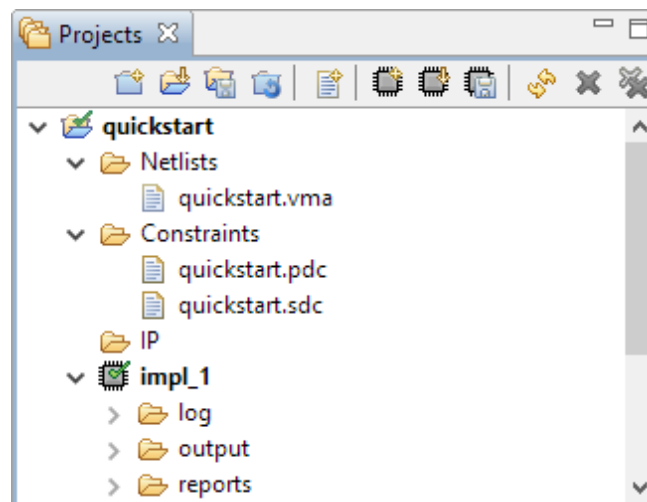 Projects
quickstart
Netlists
quickstart.vma
Constraints
quickstart.pdc
quickstart.sdc
IP
impl_1
log
output
reports